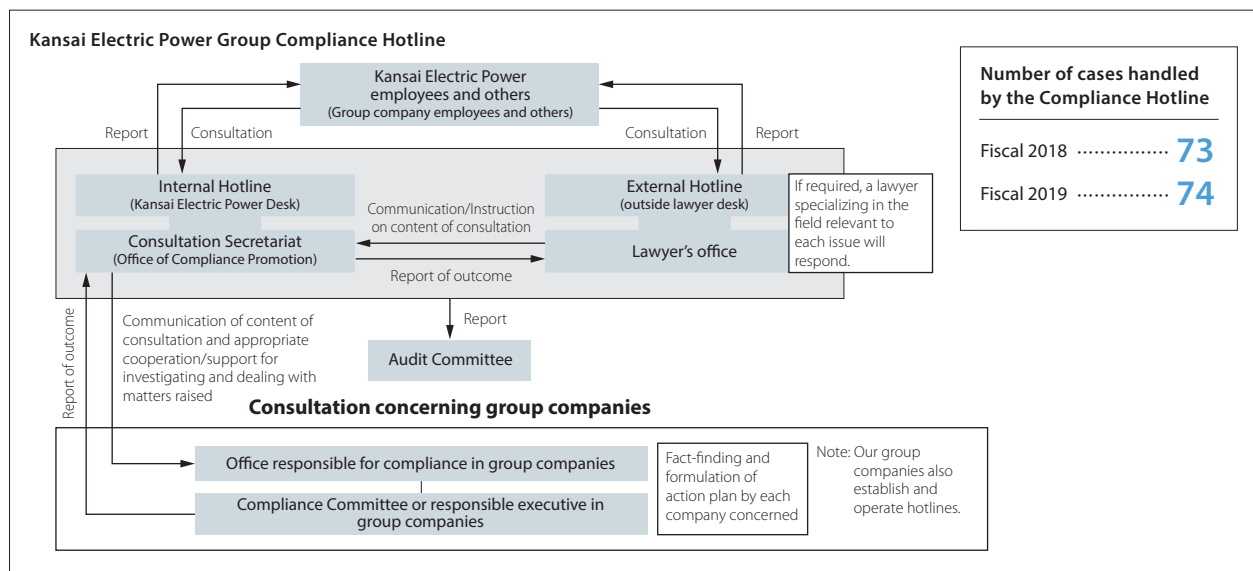 Kansai Electric Power Group Compliance Hotline
Kansai Electric Power
employees and others
(Group company employees and others)
Report
Consultation
Consultation
Report
Internal Hotline
(Kansai Electric Power Desk)
External Hotline
(outside lawyer desk)
If required, a lawyer
specializing in the
field relevant to
each issue will
respond.
Communication/Instruction
on content of consultation
Consultation Secretariat
(Office of Compliance Promotion)
Lawyer's office
Report of outcome
Report
Audit Committee
Report of outcome
Communication of content of
consultation and appropriate
cooperation/support for
investigating and dealing with
matters raised
Consultation concerning group companies
Office responsible for compliance in group companies
Compliance Committee or responsible executive in
group companies
Fact-finding and
formulation of
action plan by each
company concerned
Note: Our group
companies also
establish and
operate hotlines.
Number of cases handled
by the Compliance Hotline
Fiscal 2018 ················ 73
Fiscal 2019 ················ 74